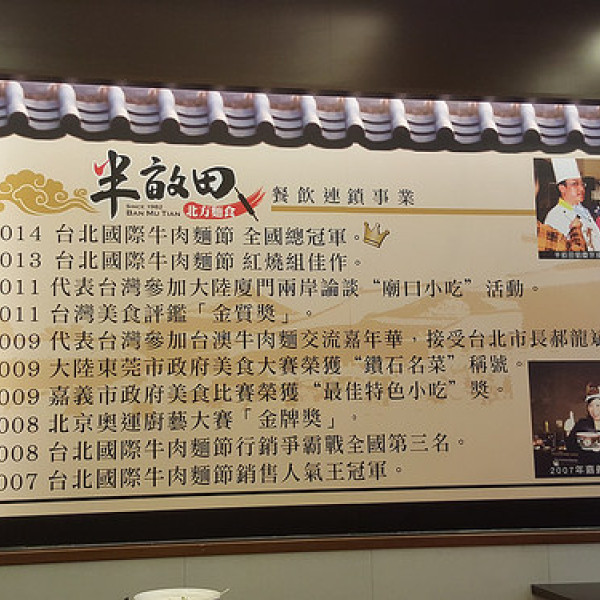 半畝田
SINCE 1982
BAN MU TIAN
北方麵食
餐飲連鎖事業
014 台北國際牛肉麵節 全國總冠軍。
013 台北國際牛肉麵節 紅燒組佳作。
011 代表台灣參加大陸廈門兩岸論談“廟口小吃”活動。
011 台灣美食評鑑「金質獎」。
009 代表台灣參加台澳牛肉麵交流嘉年華，接受台北市長郝龍斌
009 大陸東莞市政府美食大賽榮獲“鑽石名菜”稱號。
009 嘉義市政府美食比賽榮獲“最佳特色小吃”獎。
008 北京奧運廚藝大賽「金牌獎」。
008 台北國際牛肉麵節行銷爭霸戰全國第三名。
007 台北國際牛肉麵節銷售人氣王冠軍。
2007年嘉